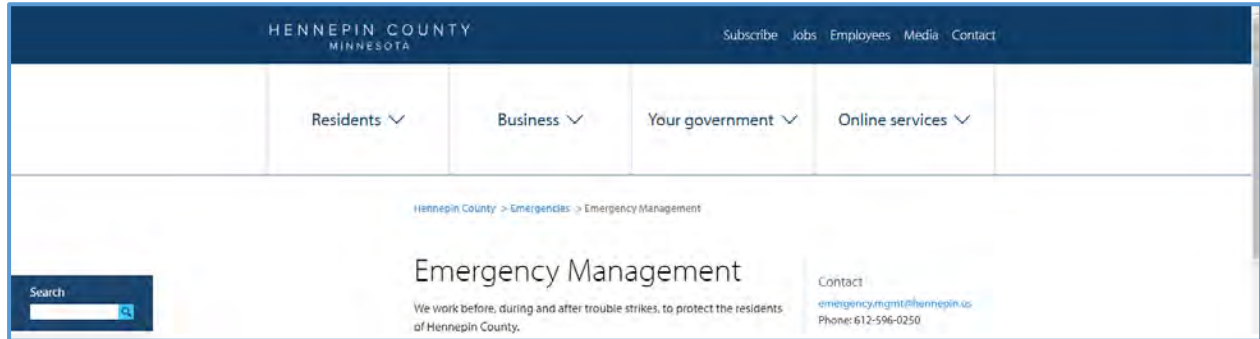 HENNEPIN COUNTY
MINNESOTA
Subscribe Jobs Employees Media Contact
Residents Business Your government Online services
Hennepin County > Emergencies > Emergency Management
Emergency Management
We work before, during and after trouble strikes, to protect the residents
of Hennepin County.
Contact
emergency.mgmt@hennepin.us
Phone: 612-596-0250
Search